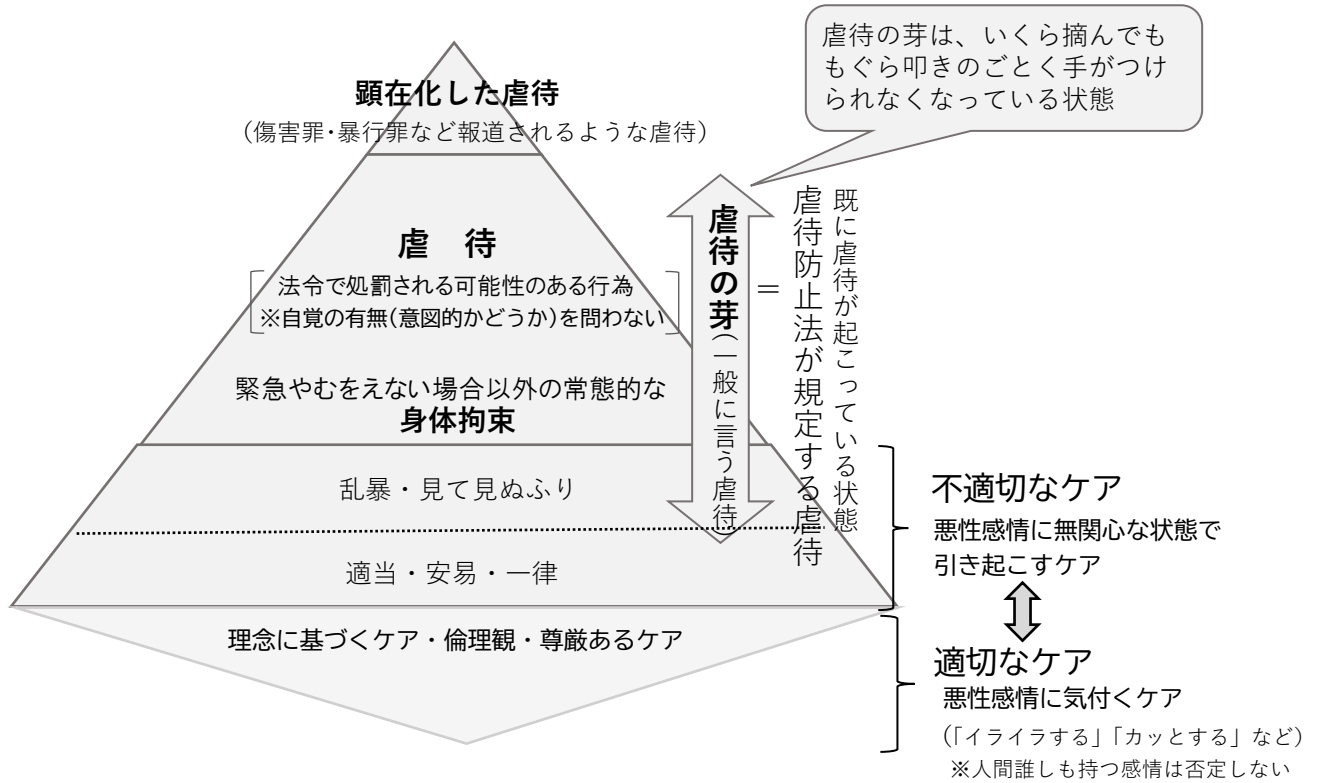 虐待の芽は、いくら摘んでも
もぐら叩きのごとく手がつけ
られなくなっている状態
顕在化した虐待
（傷害罪・暴行罪など報道されるような虐待）
虐 待
法令で処罰される可能性のある行為
※自覚の有無（意図的かどうか）を問わない
緊急やむをえない場合以外の常態的な
身体拘束
虐待の芽（一般に言う虐待）
＝
虐待防止法が規定する虐待
既に虐待が起こっている状態
乱暴・見て見ぬふり
適当・安易・一律
理念に基づくケア・倫理観・尊厳あるケア
不適切なケア
悪性感情に無関心な状態で
引き起こすケア
適切なケア
悪性感情に気付くケア
（「イライラする」「カッとする」など）
※人間誰しも持つ感情は否定しない